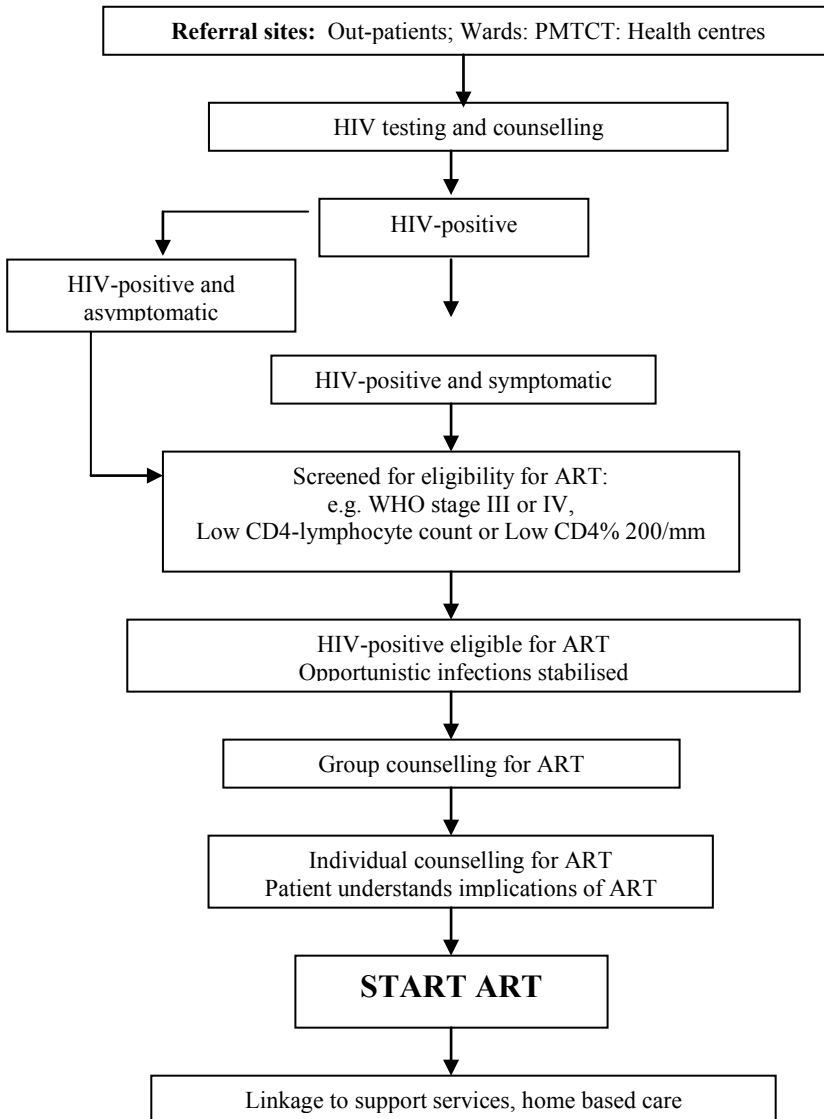 Referral sites: Out-patients; Wards: PMTCT: Health centres
HIV testing and counselling
HIV-positive
HIV-positive and
asymptomatic
HIV-positive and symptomatic
Screened for eligibility for ART:
e.g. WHO stage III or IV,
Low CD4-lymphocyte count or Low CD4% 200/mm
HIV-positive eligible for ART
Opportunistic infections stabilised
Group counselling for ART
Individual counselling for ART
Patient understands implications of ART
START ART
Linkage to support services, home based care